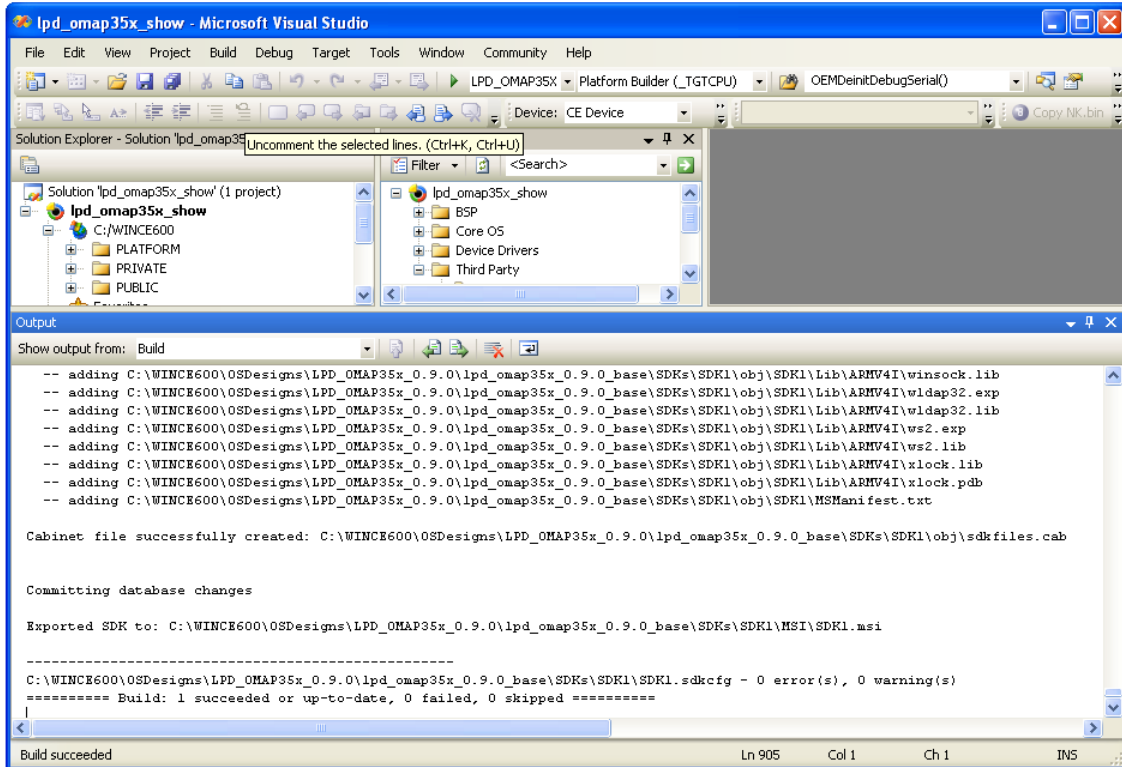 lpd_omap35x_show - Microsoft Visual Studio
File Edit View Project Build Debug Target Tools Window Community Help
LPD_OMAP35X Platform Builder (_TGTCPU) OEMDeinitDebugSerial()
Device: CE Device Copy NK.bin
Solution Explorer - Solution 'lpd_omap35
Uncomment the selected lines. (Ctrl+K, Ctrl+U)
Filter <Search>
Solution 'lpd_omap35x_show' (1 project)
lpd_omap35x_show
C:/WINCE600
PLATFORM
PRIVATE
PUBLIC
Favorites
lpd_omap35x_show
BSP
Core OS
Device Drivers
Third Party
Output
Show output from: Build
-- adding C:\WINCE600\OSDesigns\LPD_OMAP35x_0.9.0\lpd_omap35x_0.9.0_base\SDKs\SDK1\obj\SDK1\Lib\ARMV4I\winsock.lib
-- adding C:\WINCE600\OSDesigns\LPD_OMAP35x_0.9.0\lpd_omap35x_0.9.0_base\SDKs\SDK1\obj\SDK1\Lib\ARMV4I\wldap32.exp
-- adding C:\WINCE600\OSDesigns\LPD_OMAP35x_0.9.0\lpd_omap35x_0.9.0_base\SDKs\SDK1\obj\SDK1\Lib\ARMV4I\wldap32.lib
-- adding C:\WINCE600\OSDesigns\LPD_OMAP35x_0.9.0\lpd_omap35x_0.9.0_base\SDKs\SDK1\obj\SDK1\Lib\ARMV4I\ws2.exp
-- adding C:\WINCE600\OSDesigns\LPD_OMAP35x_0.9.0\lpd_omap35x_0.9.0_base\SDKs\SDK1\obj\SDK1\Lib\ARMV4I\ws2.lib
-- adding C:\WINCE600\OSDesigns\LPD_OMAP35x_0.9.0\lpd_omap35x_0.9.0_base\SDKs\SDK1\obj\SDK1\Lib\ARMV4I\xlock.lib
-- adding C:\WINCE600\OSDesigns\LPD_OMAP35x_0.9.0\lpd_omap35x_0.9.0_base\SDKs\SDK1\obj\SDK1\Lib\ARMV4I\xlock.pdb
-- adding C:\WINCE600\OSDesigns\LPD_OMAP35x_0.9.0\lpd_omap35x_0.9.0_base\SDKs\SDK1\obj\SDK1\MSManifest.txt
Cabinet file successfully created: C:\WINCE600\OSDesigns\LPD_OMAP35x_0.9.0\lpd_omap35x_0.9.0_base\SDKs\SDK1\obj\sdkfiles.cab
Committing database changes
Exported SDK to: C:\WINCE600\OSDesigns\LPD_OMAP35x_0.9.0\lpd_omap35x_0.9.0_base\SDKs\SDK1\MSI\SDK1.msi
---------------------------------------------------
C:\WINCE600\OSDesigns\LPD_OMAP35x_0.9.0\lpd_omap35x_0.9.0_base\SDKs\SDK1\SDK1.sdkcfg - 0 error(s), 0 warning(s)
========== Build: 1 succeeded or up-to-date, 0 failed, 0 skipped ==========
Build succeeded Ln 905 Col 1 Ch 1 INS